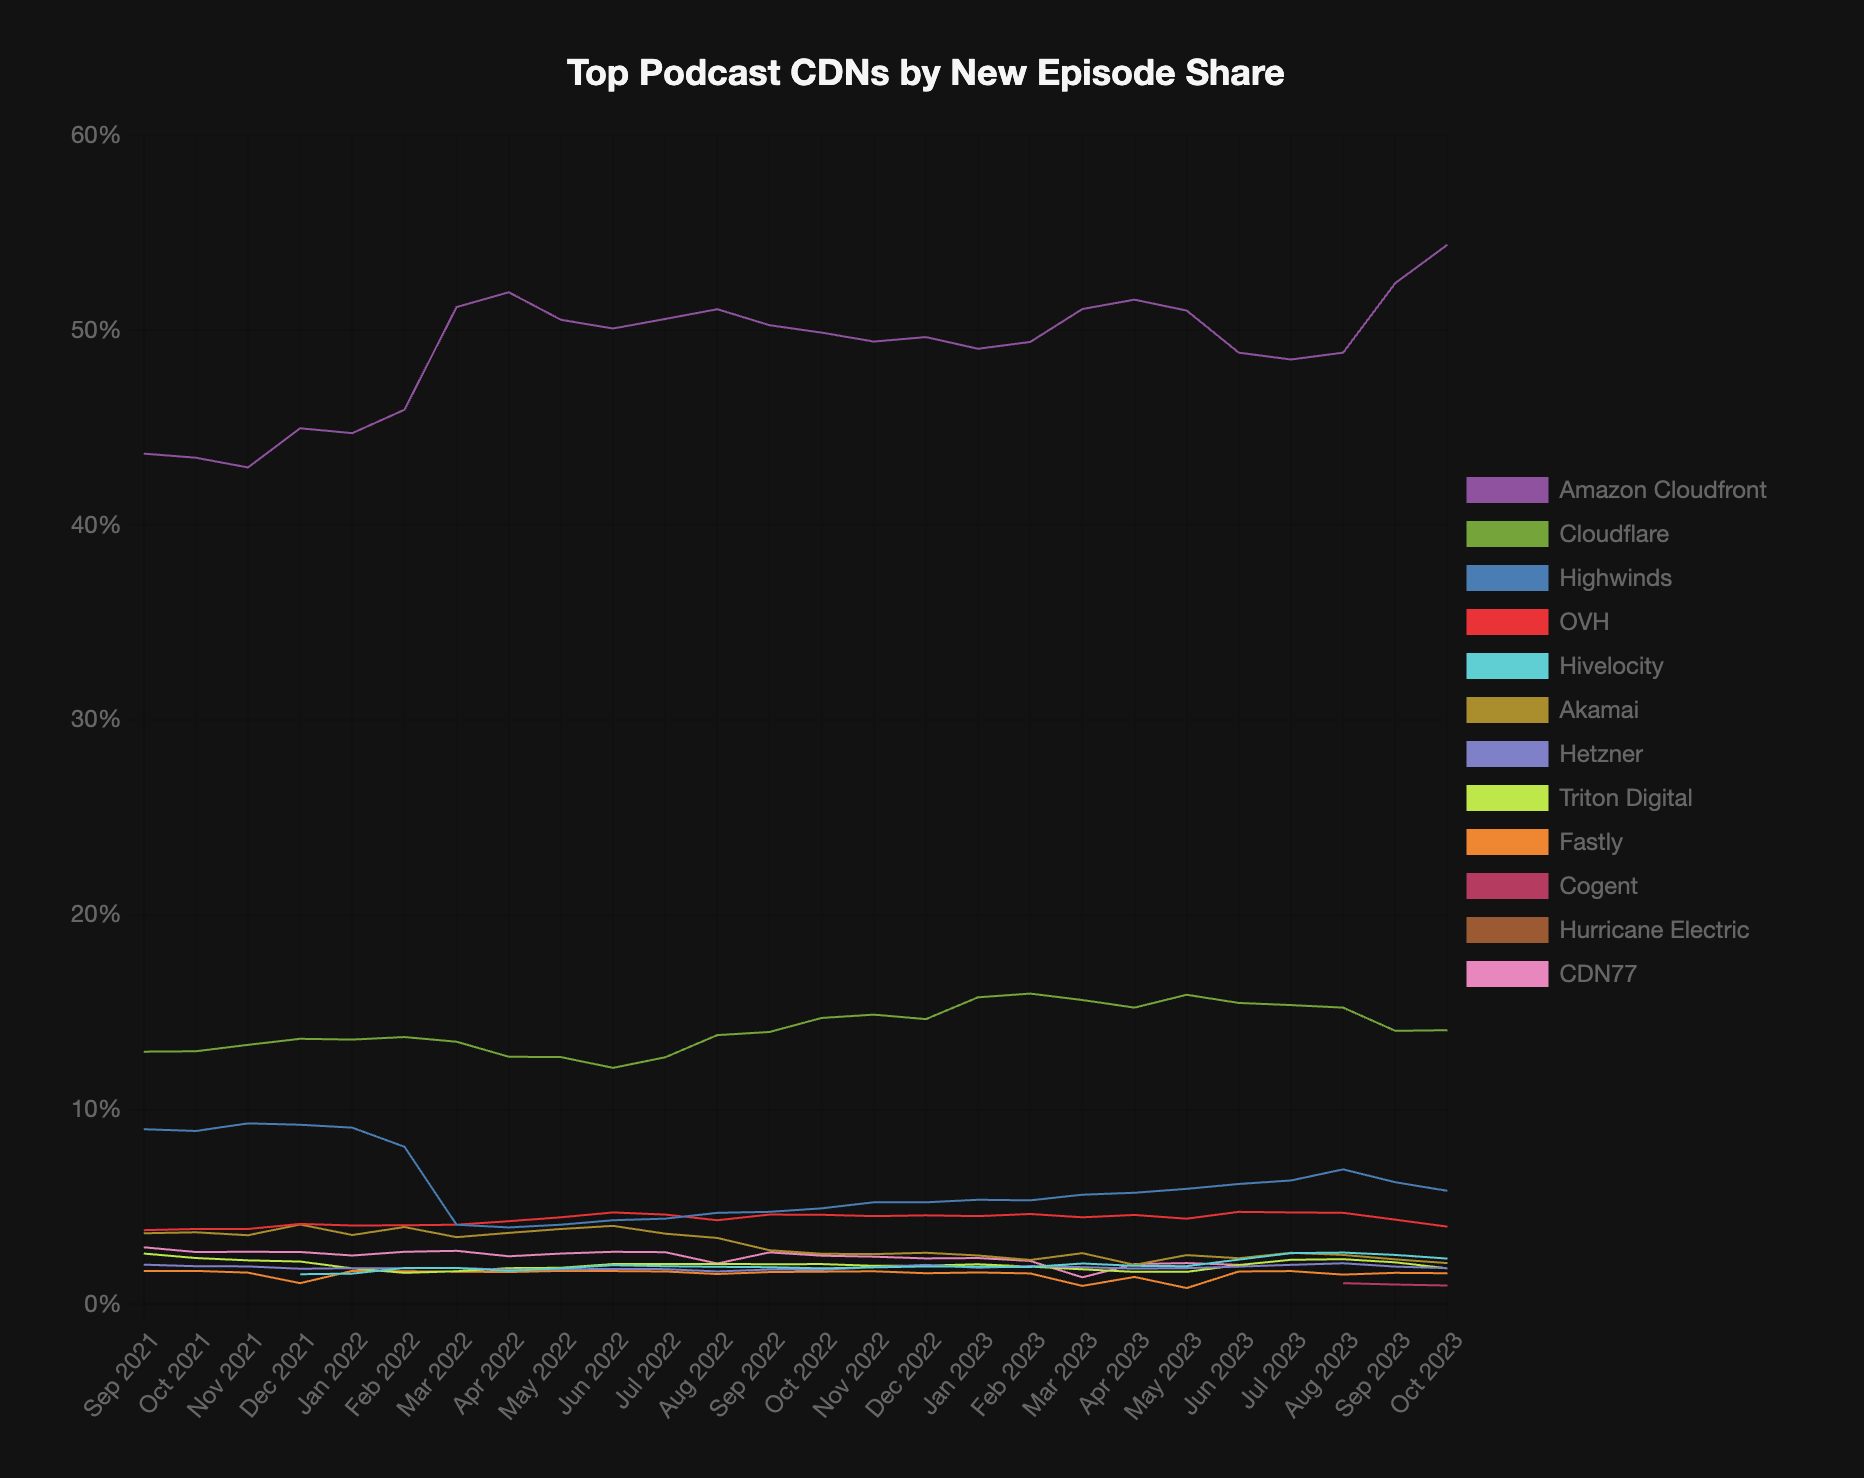 Top Podcast CDNs by New Episode Share
60%
50%
40%
30%
20%
10%
0%
Amazon Cloudfront
Cloudflare
Highwinds
OVH
Hivelocity
Akamai
Hetzner
Triton Digital
Fastly
Cogent
Hurricane Electric
CDN77
Sep 2021
Oct 2021
Nov 2021
Dec 2021
Jan 2022
Feb 2022
Mar 2022
Apr 2022
May 2022
Jun 2022
Jul 2022
Aug 2022
Sep 2022
Oct 2022
Nov 2022
Dec 2022
Jan 2023
Feb 2023
Mar 2023
Apr 2023
May 2023
Jun 2023
Jul 2023
Aug 2023
Sep 2023
Oct 2023